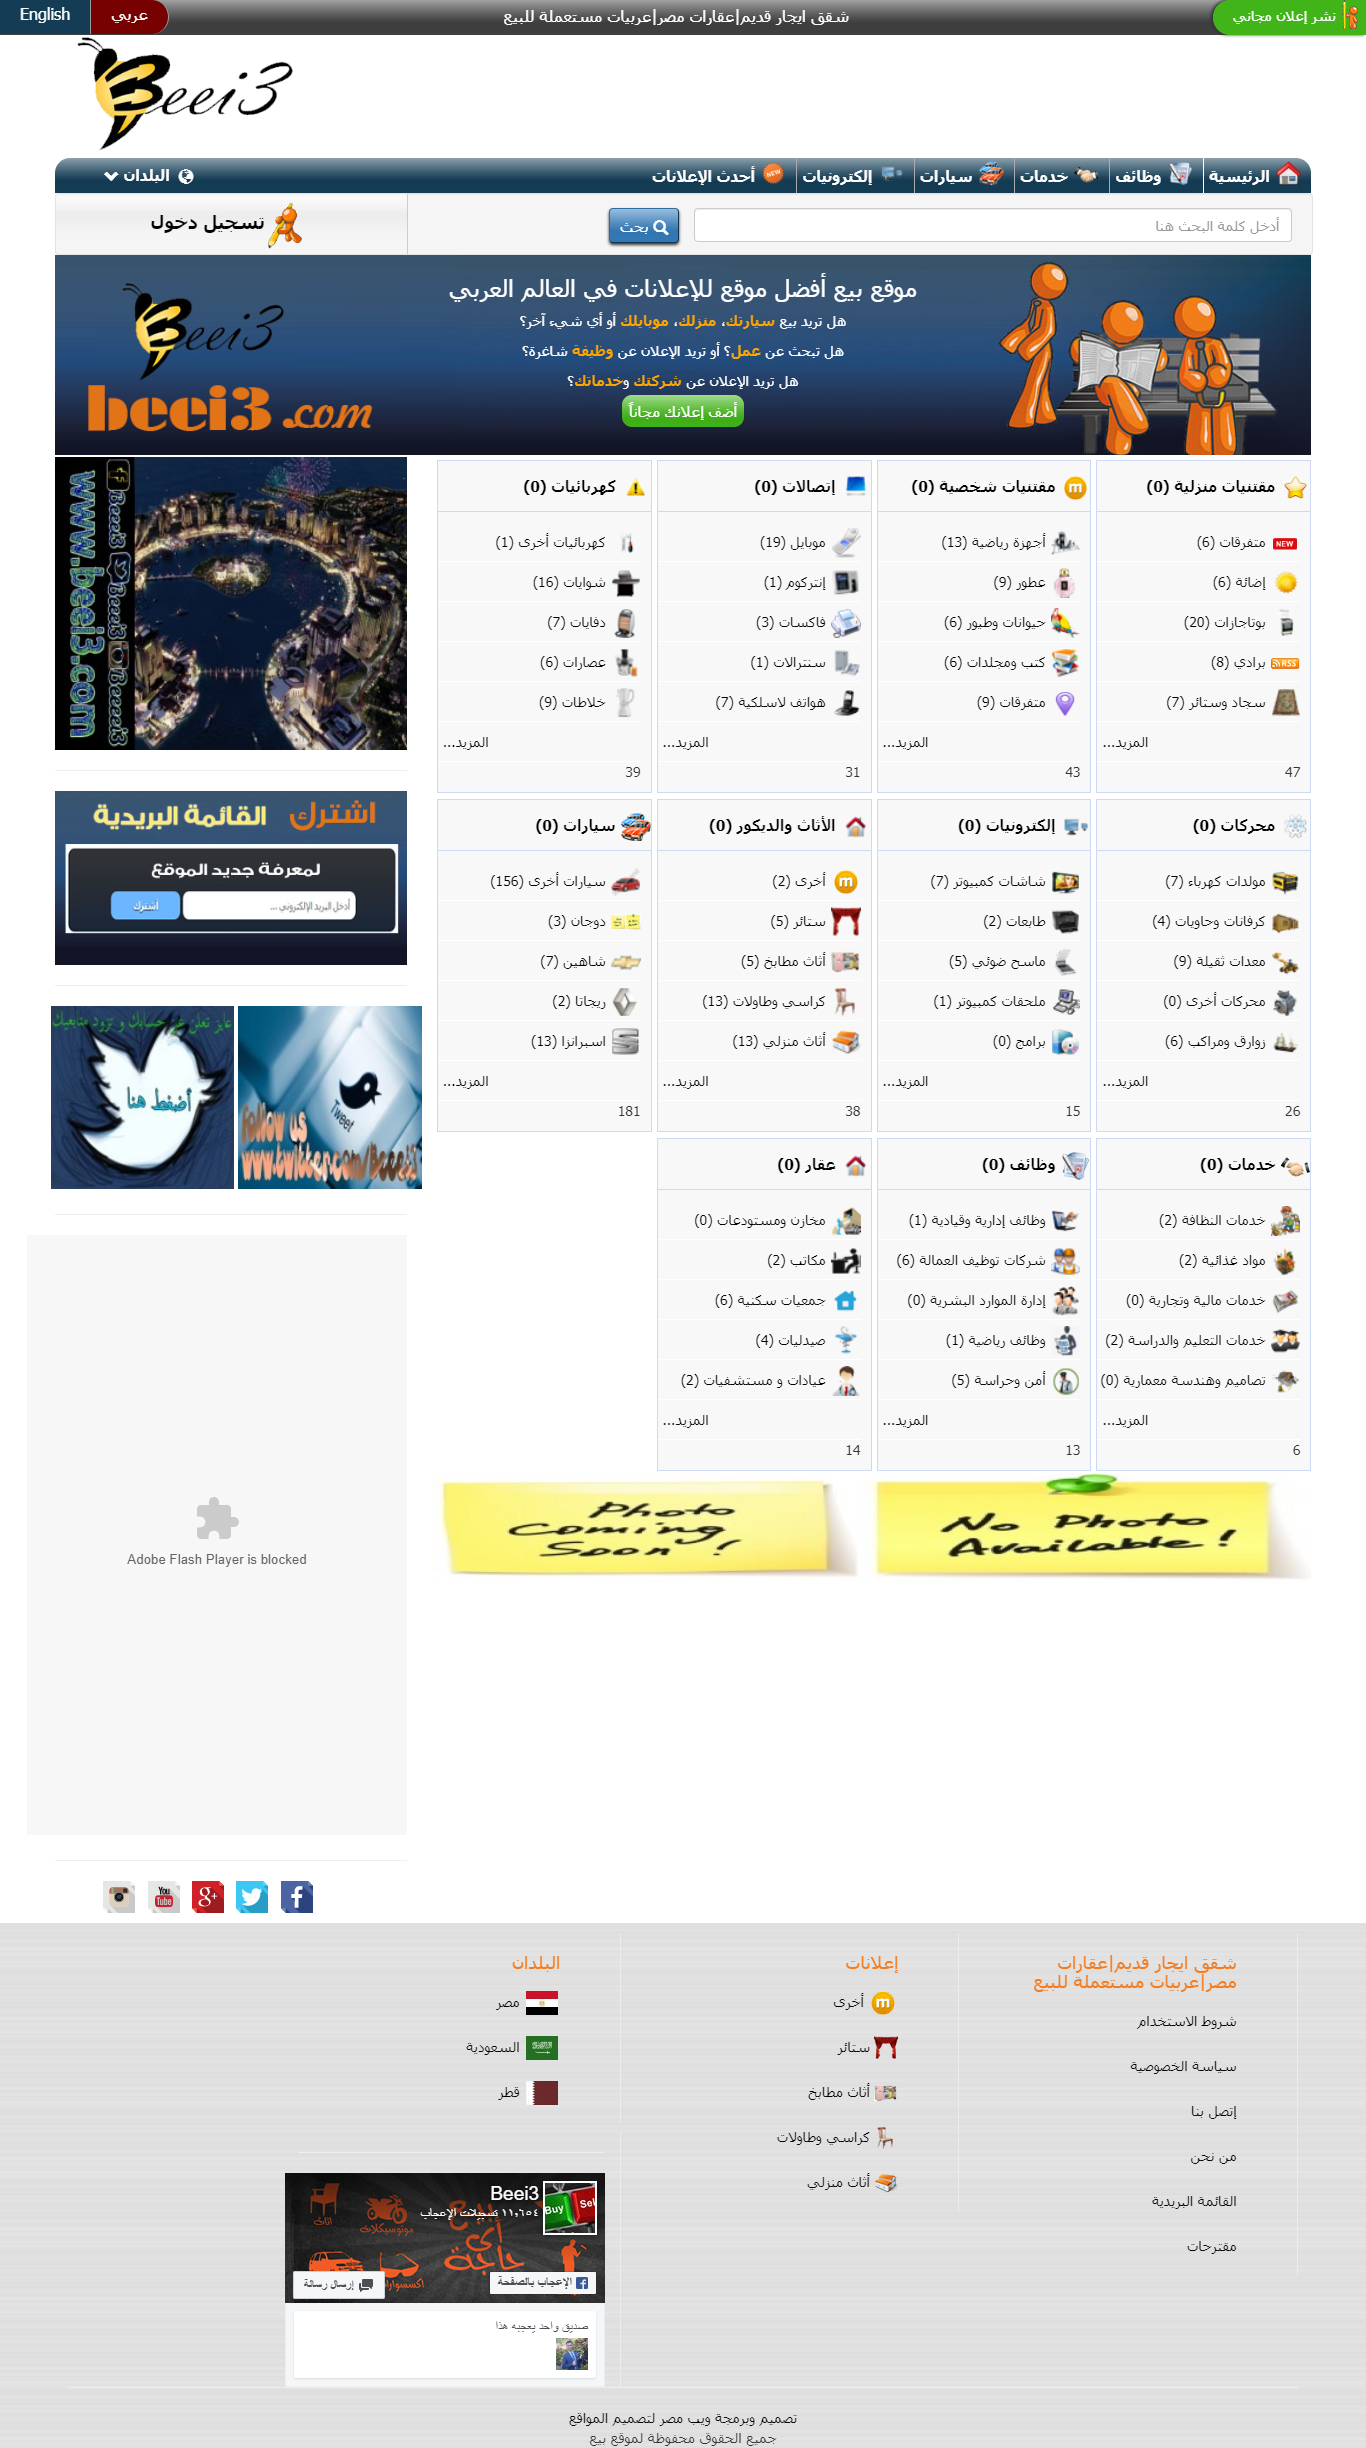 نشر إعلان مجاني
شقق ايجار قديم|عقارات مصر|عربيات مستعملة للبيع
عربي
English
Beei3
الرئيسية
وظائف
خدمات
سيارات
إلكترونيات
أحدث الإعلانات
البلدان
أدخل كلمة البحث هنا
بحث
تسجيل دخول
موقع بيع أفضل موقع للإعلانات في العالم العربي
هل تريد بيع سيارتك، منزلك، موبايلك أو أي شيء آخر؟
هل تبحث عن عمل؟ أو تريد الإعلان عن وظيفة شاغرة؟
هل تريد الإعلان عن شركتك وخدماتك؟
أضف إعلانك مجاناً
Beei3
beei3.com
مقتنيات منزلية (0)
متفرقات (6)
إضائة (6)
بوتاجازات (20)
برادي (8)
سجاد وستائر (7)
المزيد...
47
مقتنيات شخصية (0)
أجهزة رياضية (13)
عطور (9)
حيوانات وطيور (6)
كتب ومجلدات (6)
متفرقات (9)
المزيد...
43
إتصالات (0)
موبايل (19)
إنتركوم (1)
فاكسات (3)
سنترالات (1)
هواتف لاسلكية (7)
المزيد...
31
كهربائيات (0)
كهربائيات أخرى (1)
شوايات (16)
دفايات (7)
عصارات (6)
خلاطات (9)
المزيد...
39
www.beei3.com
محركات (0)
مولدات كهرباء (7)
كرفانات وحاويات (4)
معدات ثقيلة (9)
محركات أخرى (0)
زوارق ومراكب (6)
المزيد...
26
إلكترونيات (0)
شاشات كمبيوتر (7)
طابعات (2)
ماسح ضوئي (5)
ملحقات كمبيوتر (1)
برامج (0)
المزيد...
15
الأثاث والديكور (0)
أخرى (2)
ستائر (5)
أثاث مطابخ (5)
كراسي وطاولات (13)
أثاث منزلي (13)
المزيد...
38
سيارات (0)
سيارات أخرى (156)
دوجان (3)
شاهين (7)
ريجاتا (2)
اسبرانزا (13)
المزيد...
181
اشترك القائمة البريدية
لمعرفة جديد الموقع
أدخل البريد الإلكتروني...
اشترك
عايز تعلن عن حسابك و تزود متابعيك
أضغط هنا
Tweet
follow us
خدمات (0)
خدمات النظافة (2)
مواد غذائية (2)
خدمات مالية وتجارية (0)
خدمات التعليم والدراسة (2)
تصاميم وهندسة معمارية (0)
المزيد...
6
وظائف (0)
وظائف إدارية وقيادية (1)
شركات توظيف العمالة (6)
إدارة الموارد البشرية (0)
وظائف رياضية (1)
أمن وحراسة (5)
المزيد...
13
عقار (0)
مخازن ومستودعات (0)
مكاتب (2)
جمعيات سكنية (6)
صيدليات (4)
عيادات و مستشفيات (2)
المزيد...
14
No Photo
Available!
Photo
Coming
Soon!
Adobe Flash Player is blocked
شقق ايجار قديم|عقارات
مصر|عربيات مستعملة للبيع
شروط الاستخدام
سياسة الخصوصية
إتصل بنا
من نحن
القائمة البريدية
مقترحات
إعلانات
أخرى
ستائر
أثاث مطابخ
كراسي وطاولات
أثاث منزلي
البلدان
مصر
السعودية
قطر
Buy
Sell
Beei3
١١,٦٥٤ تسجيلات الإعجاب
بيع
أي
حاجة
أثاث
موتوسيكلات
الإعجاب بالصفحة
إرسال رسالة
صديق واحد يعجبه هذا
تصميم وبرمجة ويب مصر لتصميم المواقع
جميع الحقوق محفوظة لموقع بيع